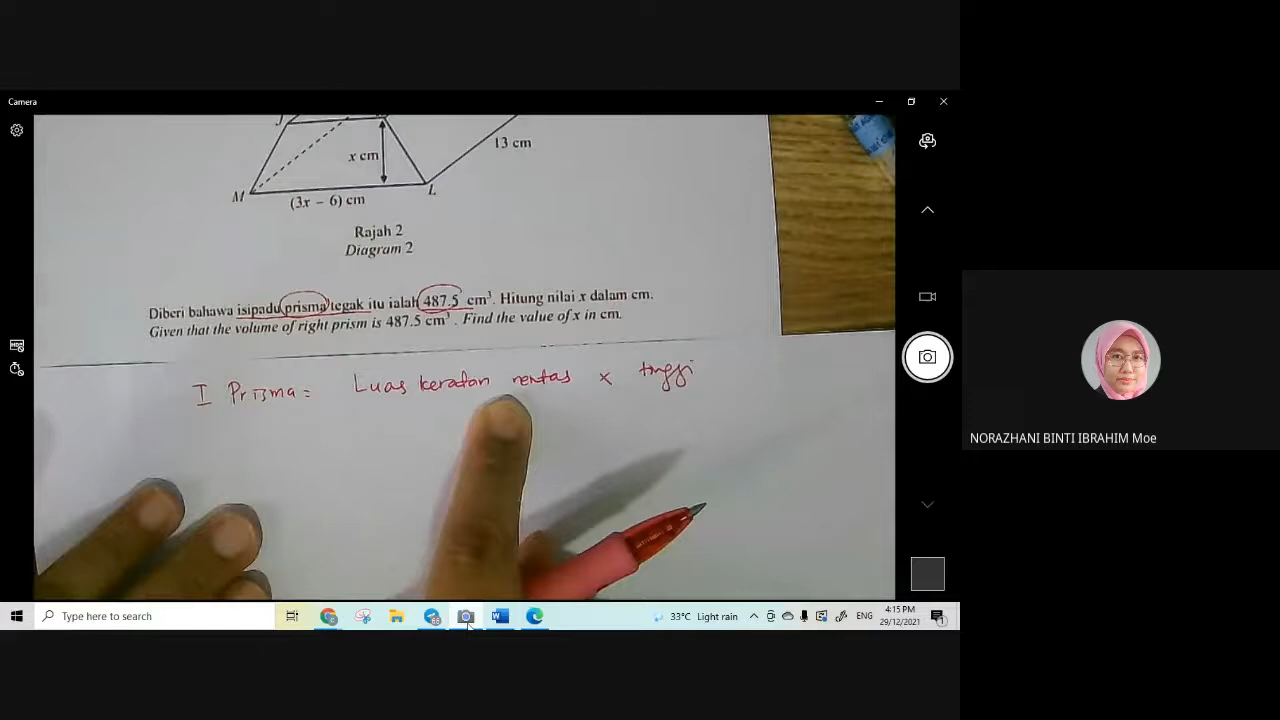 Camera
J
x cm
13 cm
M
L
(3x – 6) cm
Rajah 2
Diagram 2
Diberi bahawa isipadu prisma tegak itu ialah 487.5 cm³. Hitung nilai x dalam cm.
Given that the volume of right prism is 487.5 cm³. Find the value of x in cm.
I Prisma = Luas keratan rentas x tinggi
NORAZHANI BINTI IBRAHIM Moe
Type here to search
33°C Light rain
ENG
4:15 PM
29/12/2021